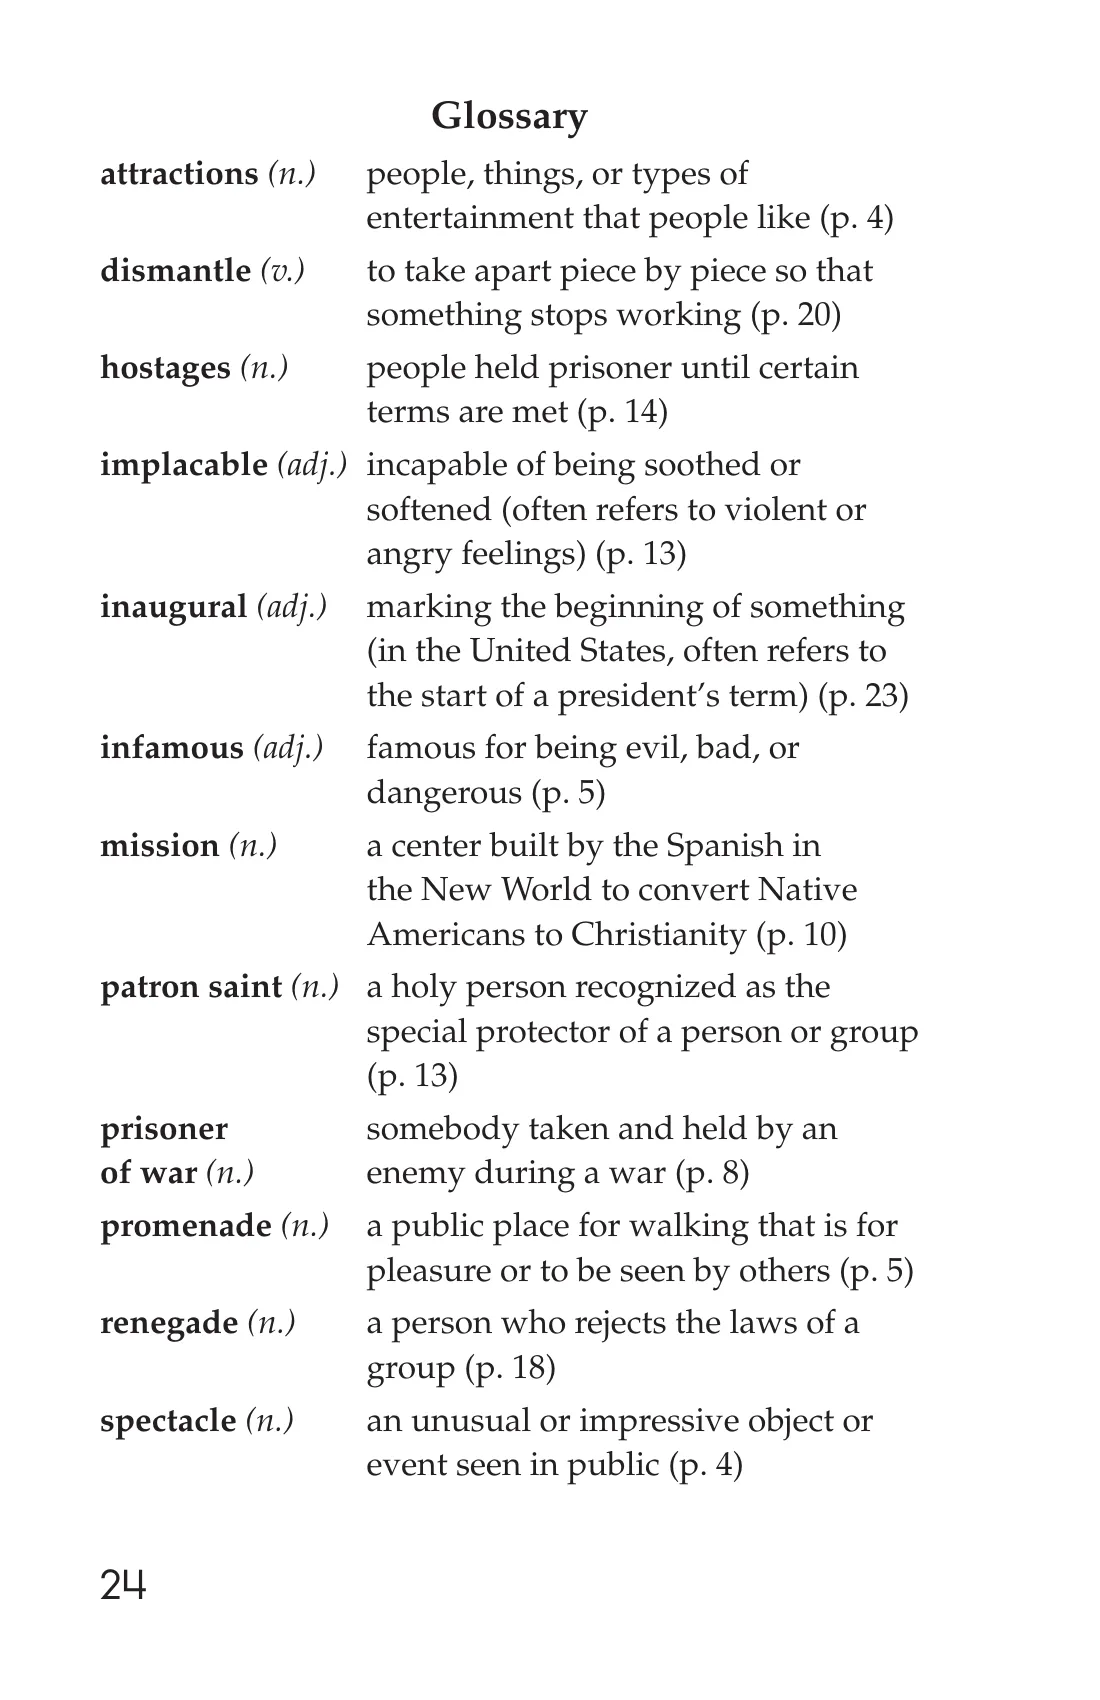 Glossary
attractions (n.) people, things, or types of
entertainment that people like (p. 4)
dismantle (v.) to take apart piece by piece so that
something stops working (p. 20)
hostages (n.) people held prisoner until certain
terms are met (p. 14)
implacable (adj.) incapable of being soothed or
softened (often refers to violent or
angry feelings) (p. 13)
inaugural (adj.) marking the beginning of something
(in the United States, often refers to
the start of a president’s term) (p. 23)
infamous (adj.) famous for being evil, bad, or
dangerous (p. 5)
mission (n.) a center built by the Spanish in
the New World to convert Native
Americans to Christianity (p. 10)
patron saint (n.) a holy person recognized as the
special protector of a person or group
(p. 13)
prisoner somebody taken and held by an
of war (n.) enemy during a war (p. 8)
promenade (n.) a public place for walking that is for
pleasure or to be seen by others (p. 5)
renegade (n.) a person who rejects the laws of a
group (p. 18)
spectacle (n.) an unusual or impressive object or
event seen in public (p. 4)
24